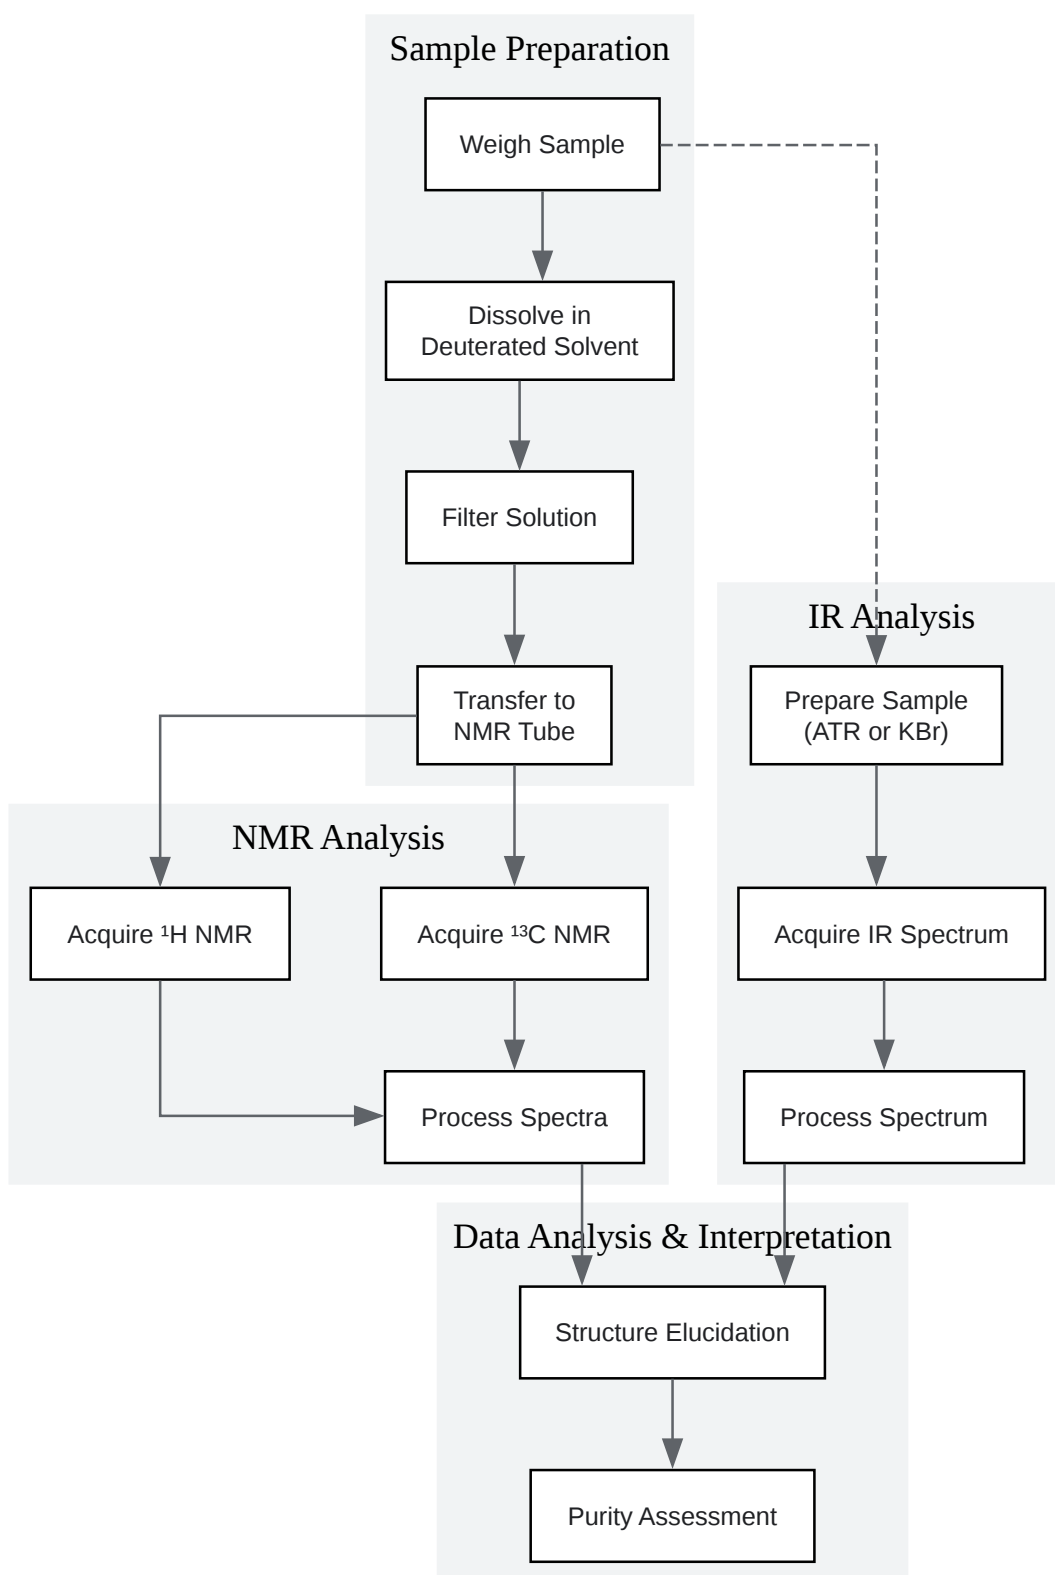 Sample Preparation
Weigh Sample
Dissolve in
Deuterated Solvent
Filter Solution
IR Analysis
Transfer to
NMR Tube
Prepare Sample
(ATR or KBr)
NMR Analysis
Acquire ¹H NMR
Acquire ¹³C NMR
Acquire IR Spectrum
Process Spectra
Process Spectrum
Data Analysis & Interpretation
Structure Elucidation
Purity Assessment